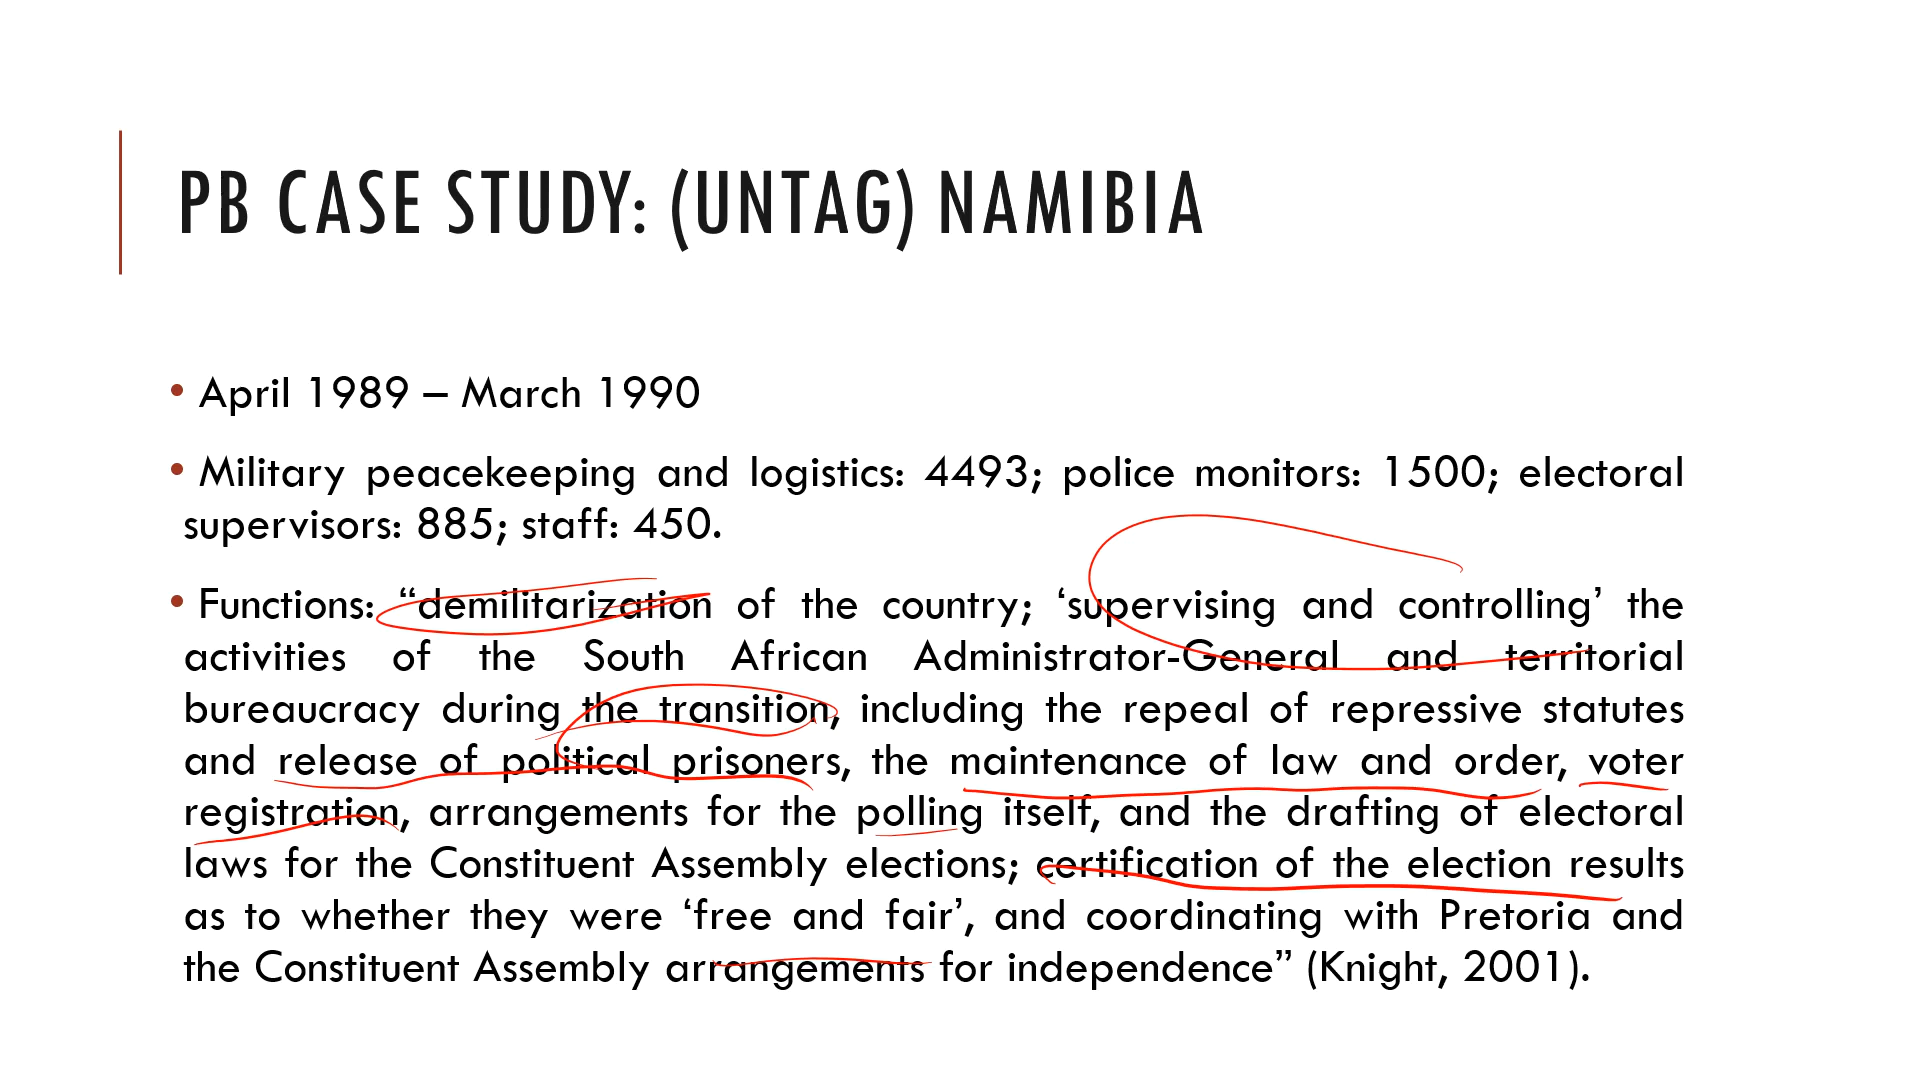 PB CASE STUDY: (UNTAG) NAMIBIA
• April 1989 – March 1990
• Military peacekeeping and logistics: 4493; police monitors: 1500; electoral
supervisors: 885; staff: 450.
• Functions: “demilitarization of the country; ‘supervising and controlling’ the
activities of the South African Administrator-General and territorial
bureaucracy during the transition, including the repeal of repressive statutes
and release of political prisoners, the maintenance of law and order, voter
registration, arrangements for the polling itself, and the drafting of electoral
laws for the Constituent Assembly elections; certification of the election results
as to whether they were ‘free and fair’, and coordinating with Pretoria and
the Constituent Assembly arrangements for independence” (Knight, 2001).